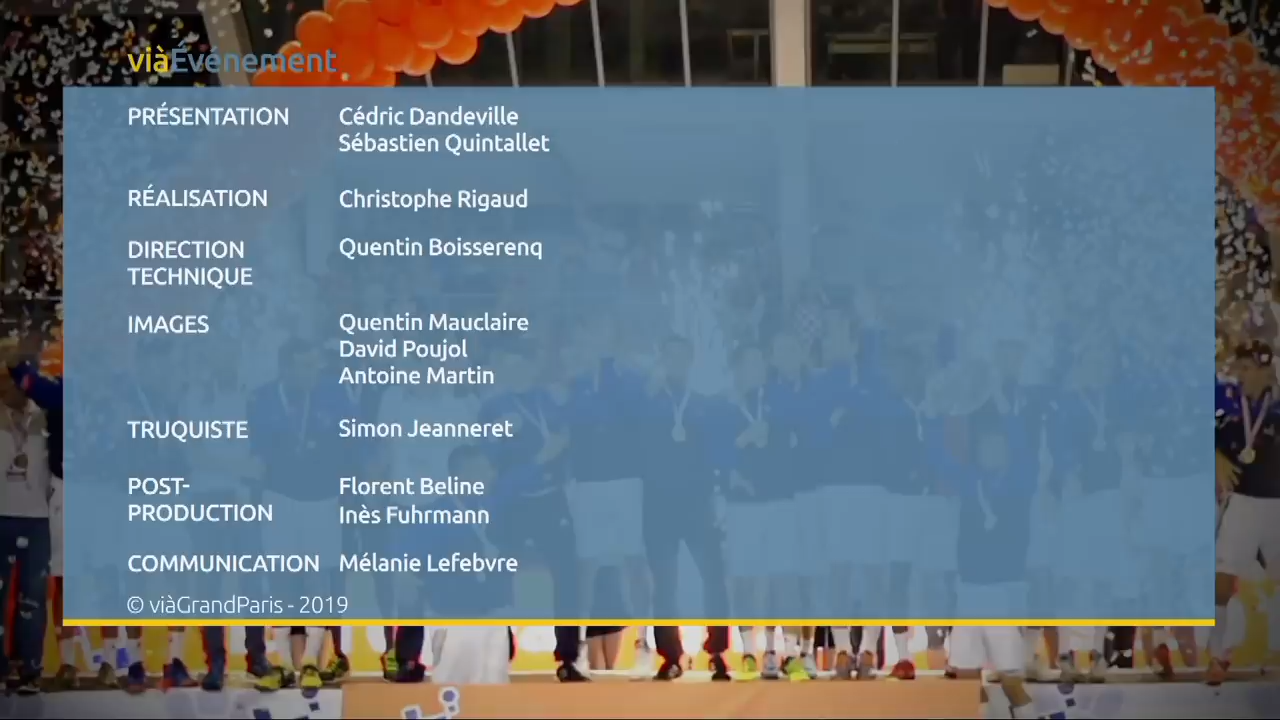 viàÉvénement
PRÉSENTATION Cédric Dandeville
Sébastien Quintallet
RÉALISATION Christophe Rigaud
DIRECTION TECHNIQUE Quentin Boisserenq
IMAGES Quentin Mauclaire
David Poujol
Antoine Martin
TRUQUISTE Simon Jeanneret
POST-PRODUCTION Florent Beline
Inès Fuhrmann
COMMUNICATION Mélanie Lefebvre
© viàGrandParis - 2019